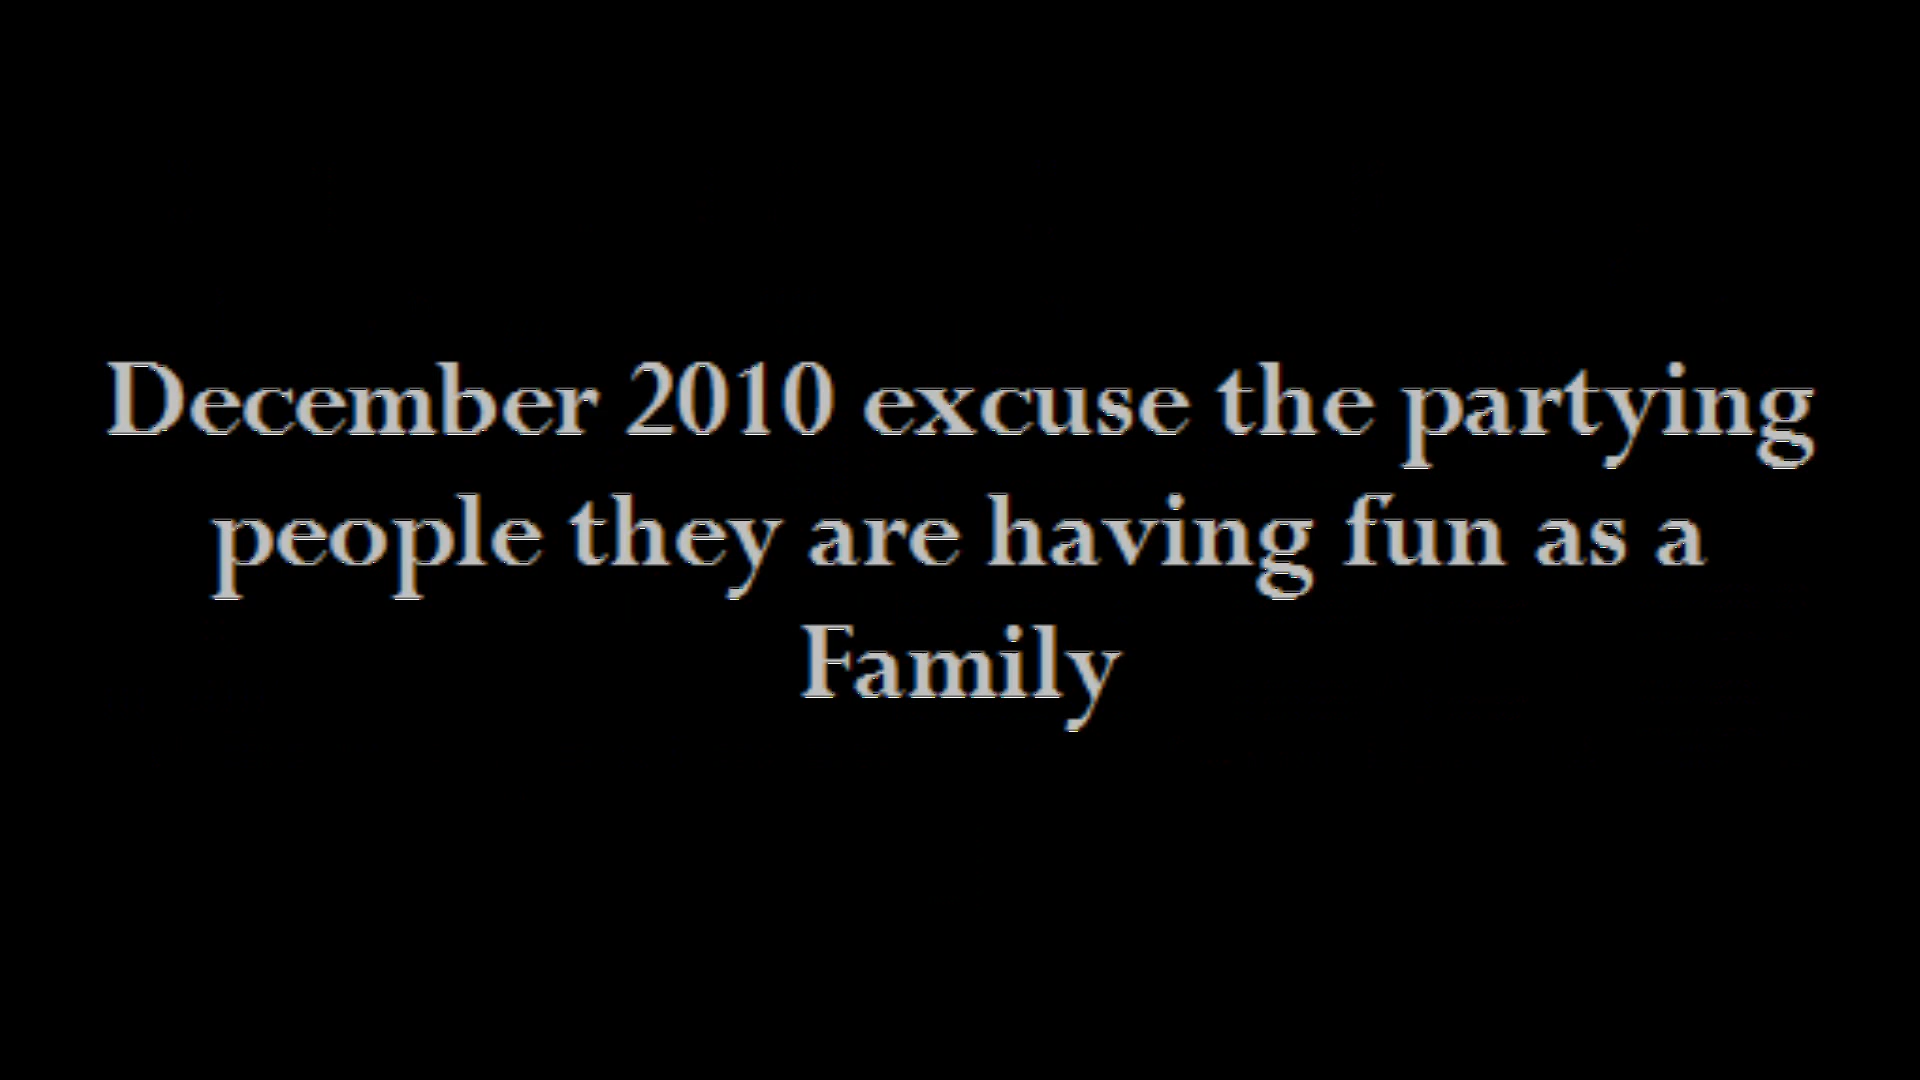 December 2010 excuse the partying
people they are having fun as a
Family